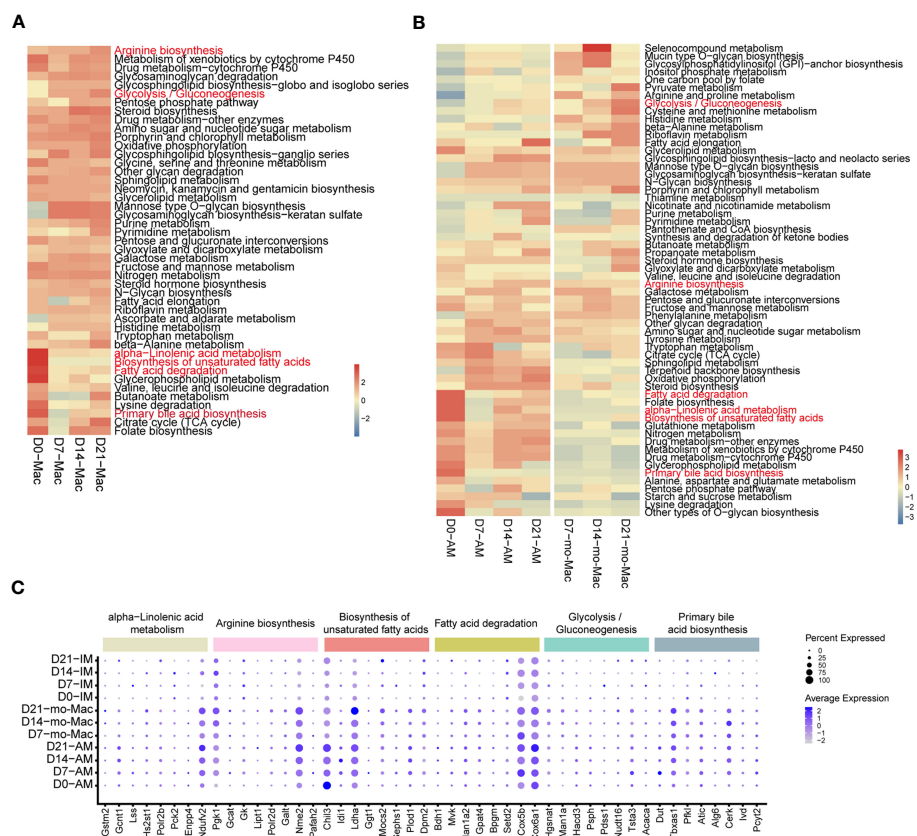 A
Arginine biosynthesis
Metabolism of xenobiotics by cytochrome P450
Drug metabolism−cytochrome P450
Glycosaminoglycan degradation
Glycosphingolipid biosynthesis−globo and isoglobo series
Glycolysis / Gluconeogenesis
Pentose phosphate pathway
Steroid biosynthesis
Drug metabolism−other enzymes
Amino sugar and nucleotide sugar metabolism
Porphyrin and chlorophyll metabolism
Oxidative phosphorylation
Glycosphingolipid biosynthesis−ganglio series
Glycine, serine and threonine metabolism
Other glycan degradation
Sphingolipid metabolism
Neomycin, kanamycin and gentamicin biosynthesis
Glycerolipid metabolism
Mannose type O−glycan biosynthesis
Glycosaminoglycan biosynthesis−keratan sulfate
Purine metabolism
Pyrimidine metabolism
Pentose and glucuronate interconversions
Glyoxylate and dicarboxylate metabolism
Galactose metabolism
Fructose and mannose metabolism
Nitrogen metabolism
Steroid hormone biosynthesis
N−Glycan biosynthesis
Fatty acid elongation
Riboflavin metabolism
Ascorbate and aldarate metabolism
Histidine metabolism
Tryptophan metabolism
beta−Alanine metabolism
alpha−Linolenic acid metabolism
Biosynthesis of unsaturated fatty acids
Fatty acid degradation
Glycerophospholipid metabolism
Valine, leucine and isoleucine degradation
Butanoate metabolism
Lysine degradation
Primary bile acid biosynthesis
Citrate cycle (TCA cycle)
Folate biosynthesis
2
0
−2
D0−Mac
D7−Mac
D14−Mac
D21−Mac
B
Selenocompound metabolism
Mucin type O−glycan biosynthesis
Glycosylphosphatidylinositol (GPI)−anchor biosynthesis
Inositol phosphate metabolism
One carbon pool by folate
Pyruvate metabolism
Arginine and proline metabolism
Glycolysis / Gluconeogenesis
Cysteine and methionine metabolism
Histidine metabolism
beta−Alanine metabolism
Riboflavin metabolism
Fatty acid elongation
Glycerolipid metabolism
Glycosphingolipid biosynthesis−lacto and neolacto series
Mannose type O−glycan biosynthesis
Glycosaminoglycan biosynthesis−keratan sulfate
N−Glycan biosynthesis
Porphyrin and chlorophyll metabolism
Thiamine metabolism
Nicotinate and nicotinamide metabolism
Purine metabolism
Pyrimidine metabolism
Pantothenate and CoA biosynthesis
Synthesis and degradation of ketone bodies
Butanoate metabolism
Propanoate metabolism
Steroid hormone biosynthesis
Glyoxylate and dicarboxylate metabolism
Valine, leucine and isoleucine degradation
Arginine biosynthesis
Galactose metabolism
Pentose and glucuronate interconversions
Fructose and mannose metabolism
Phenylalanine metabolism
Other glycan degradation
Amino sugar and nucleotide sugar metabolism
Tyrosine metabolism
Tryptophan metabolism
Citrate cycle (TCA cycle)
Sphingolipid metabolism
Terpenoid backbone biosynthesis
Oxidative phosphorylation
Steroid biosynthesis
Fatty acid degradation
Folate biosynthesis
alpha−Linolenic acid metabolism
Biosynthesis of unsaturated fatty acids
Glutathione metabolism
Nitrogen metabolism
Drug metabolism−other enzymes
Metabolism of xenobiotics by cytochrome P450
Drug metabolism−cytochrome P450
Glycerophospholipid metabolism
Primary bile acid biosynthesis
Alanine, aspartate and glutamate metabolism
Pentose phosphate pathway
Starch and sucrose metabolism
Lysine degradation
Other types of O−glycan biosynthesis
3
2
1
0
−1
−2
−3
D0−AM
D7−AM
D14−AM
D21−AM
D7−mo−Mac
D14−mo−Mac
D21−mo−Mac
C
alpha−Linolenic acid
metabolism
Arginine biosynthesis
Biosynthesis of
unsaturated fatty acids
Fatty acid degradation
Glycolysis /
Gluconeogenesis
Primary bile
acid biosynthesis
D21−IM
D14−IM
D7−IM
D0−IM
D21−mo−Mac
D14−mo−Mac
D7−mo−Mac
D21−AM
D14−AM
D7−AM
D0−AM
Gstm2
Gcnt1
Lss
Hs2st1
Polr2b
Pck2
Enpp4
Ndufv2
Pgk1
Gcat
Gk
Lipt1
Polr2d
Galt
Nme2
Pafah2
Chil3
Idi1
Ldha
Ggt1
Mocs2
Plod1
Dpm2
Bdh1
Mvk
Gpat4
Bpgm
Setd2
Cox5b
Cox6a1
Hgsnat
Man1a
Hacd3
Psph
Pdss1
Nudt16
Tsta3
Acaca
Dut
Tbxas1
Pfkl
Atic
Alg6
Cerk
Ivd
Pcyt2
Percent Expressed
0
25
50
75
100
Average Expression
2
1
0
−1
−2